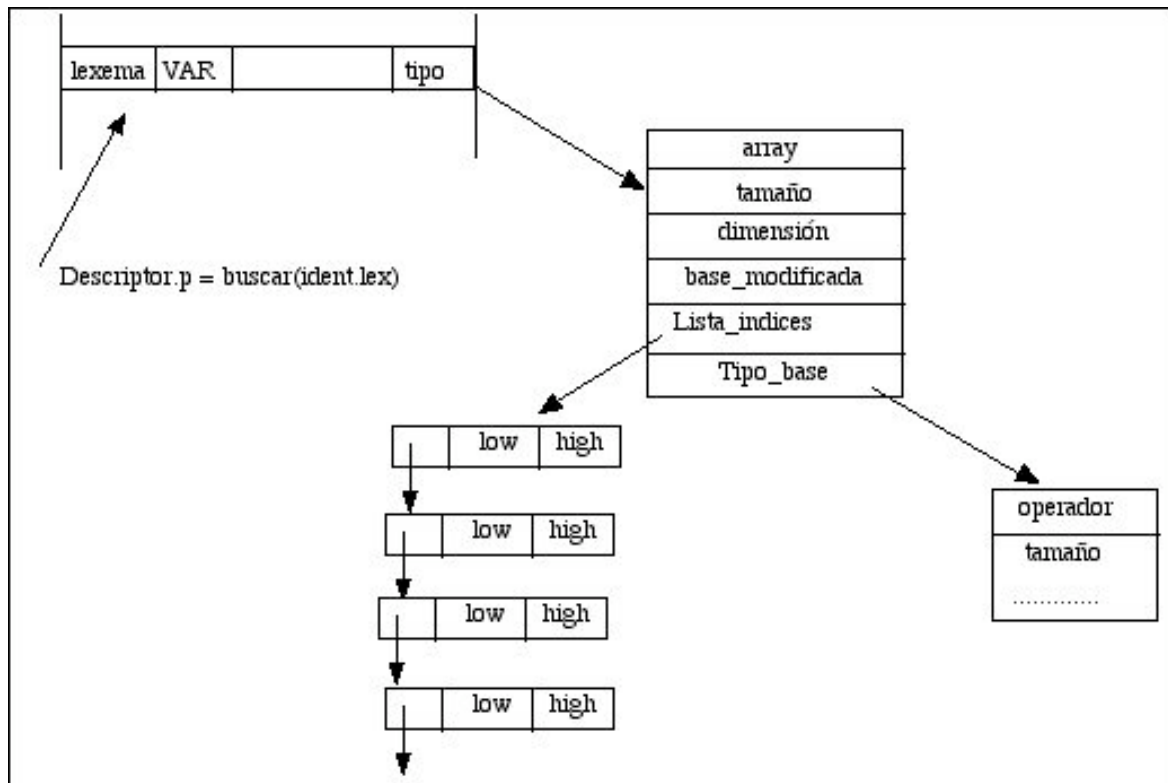 lexema VAR tipo
array
tamaño
dimensión
Descriptor.p = buscar(ident.lex)
base_modificada
Lista_indices
Tipo_base
low high
operador
low high
tamaño
.............
low high
low high